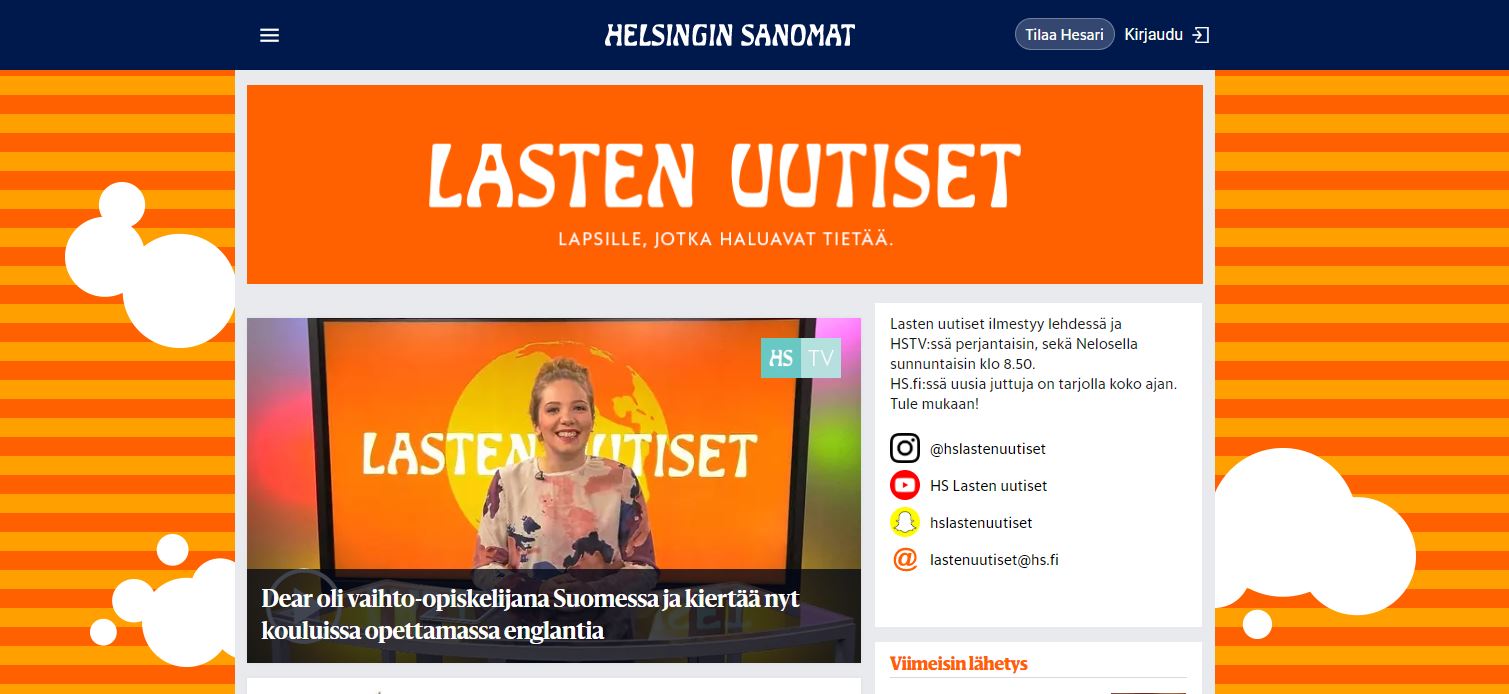 HELSINGIN SANOMAT
Tilaa Hesari
Kirjaudu
LASTEN UUTISET
LAPSILLE, JOTKA HALUAVAT TIETÄÄ.
HS TV
LASTEN UUTISET
Dear oli vaihto-opiskelijana Suomessa ja kiertää nyt
kouluissa opettamassa englantia
Lasten uutiset ilmestyy lehdessä ja
HSTV:ssä perjantaisin, sekä Nelosella
sunnuntaisin klo 8.50.
HS.fi:ssä uusia juttuja on tarjolla koko ajan.
Tule mukaan!
@hslastenuutiset
HS Lasten uutiset
hslastenuutiset
@ lastenuutiset@hs.fi
Viimeisin lähetys